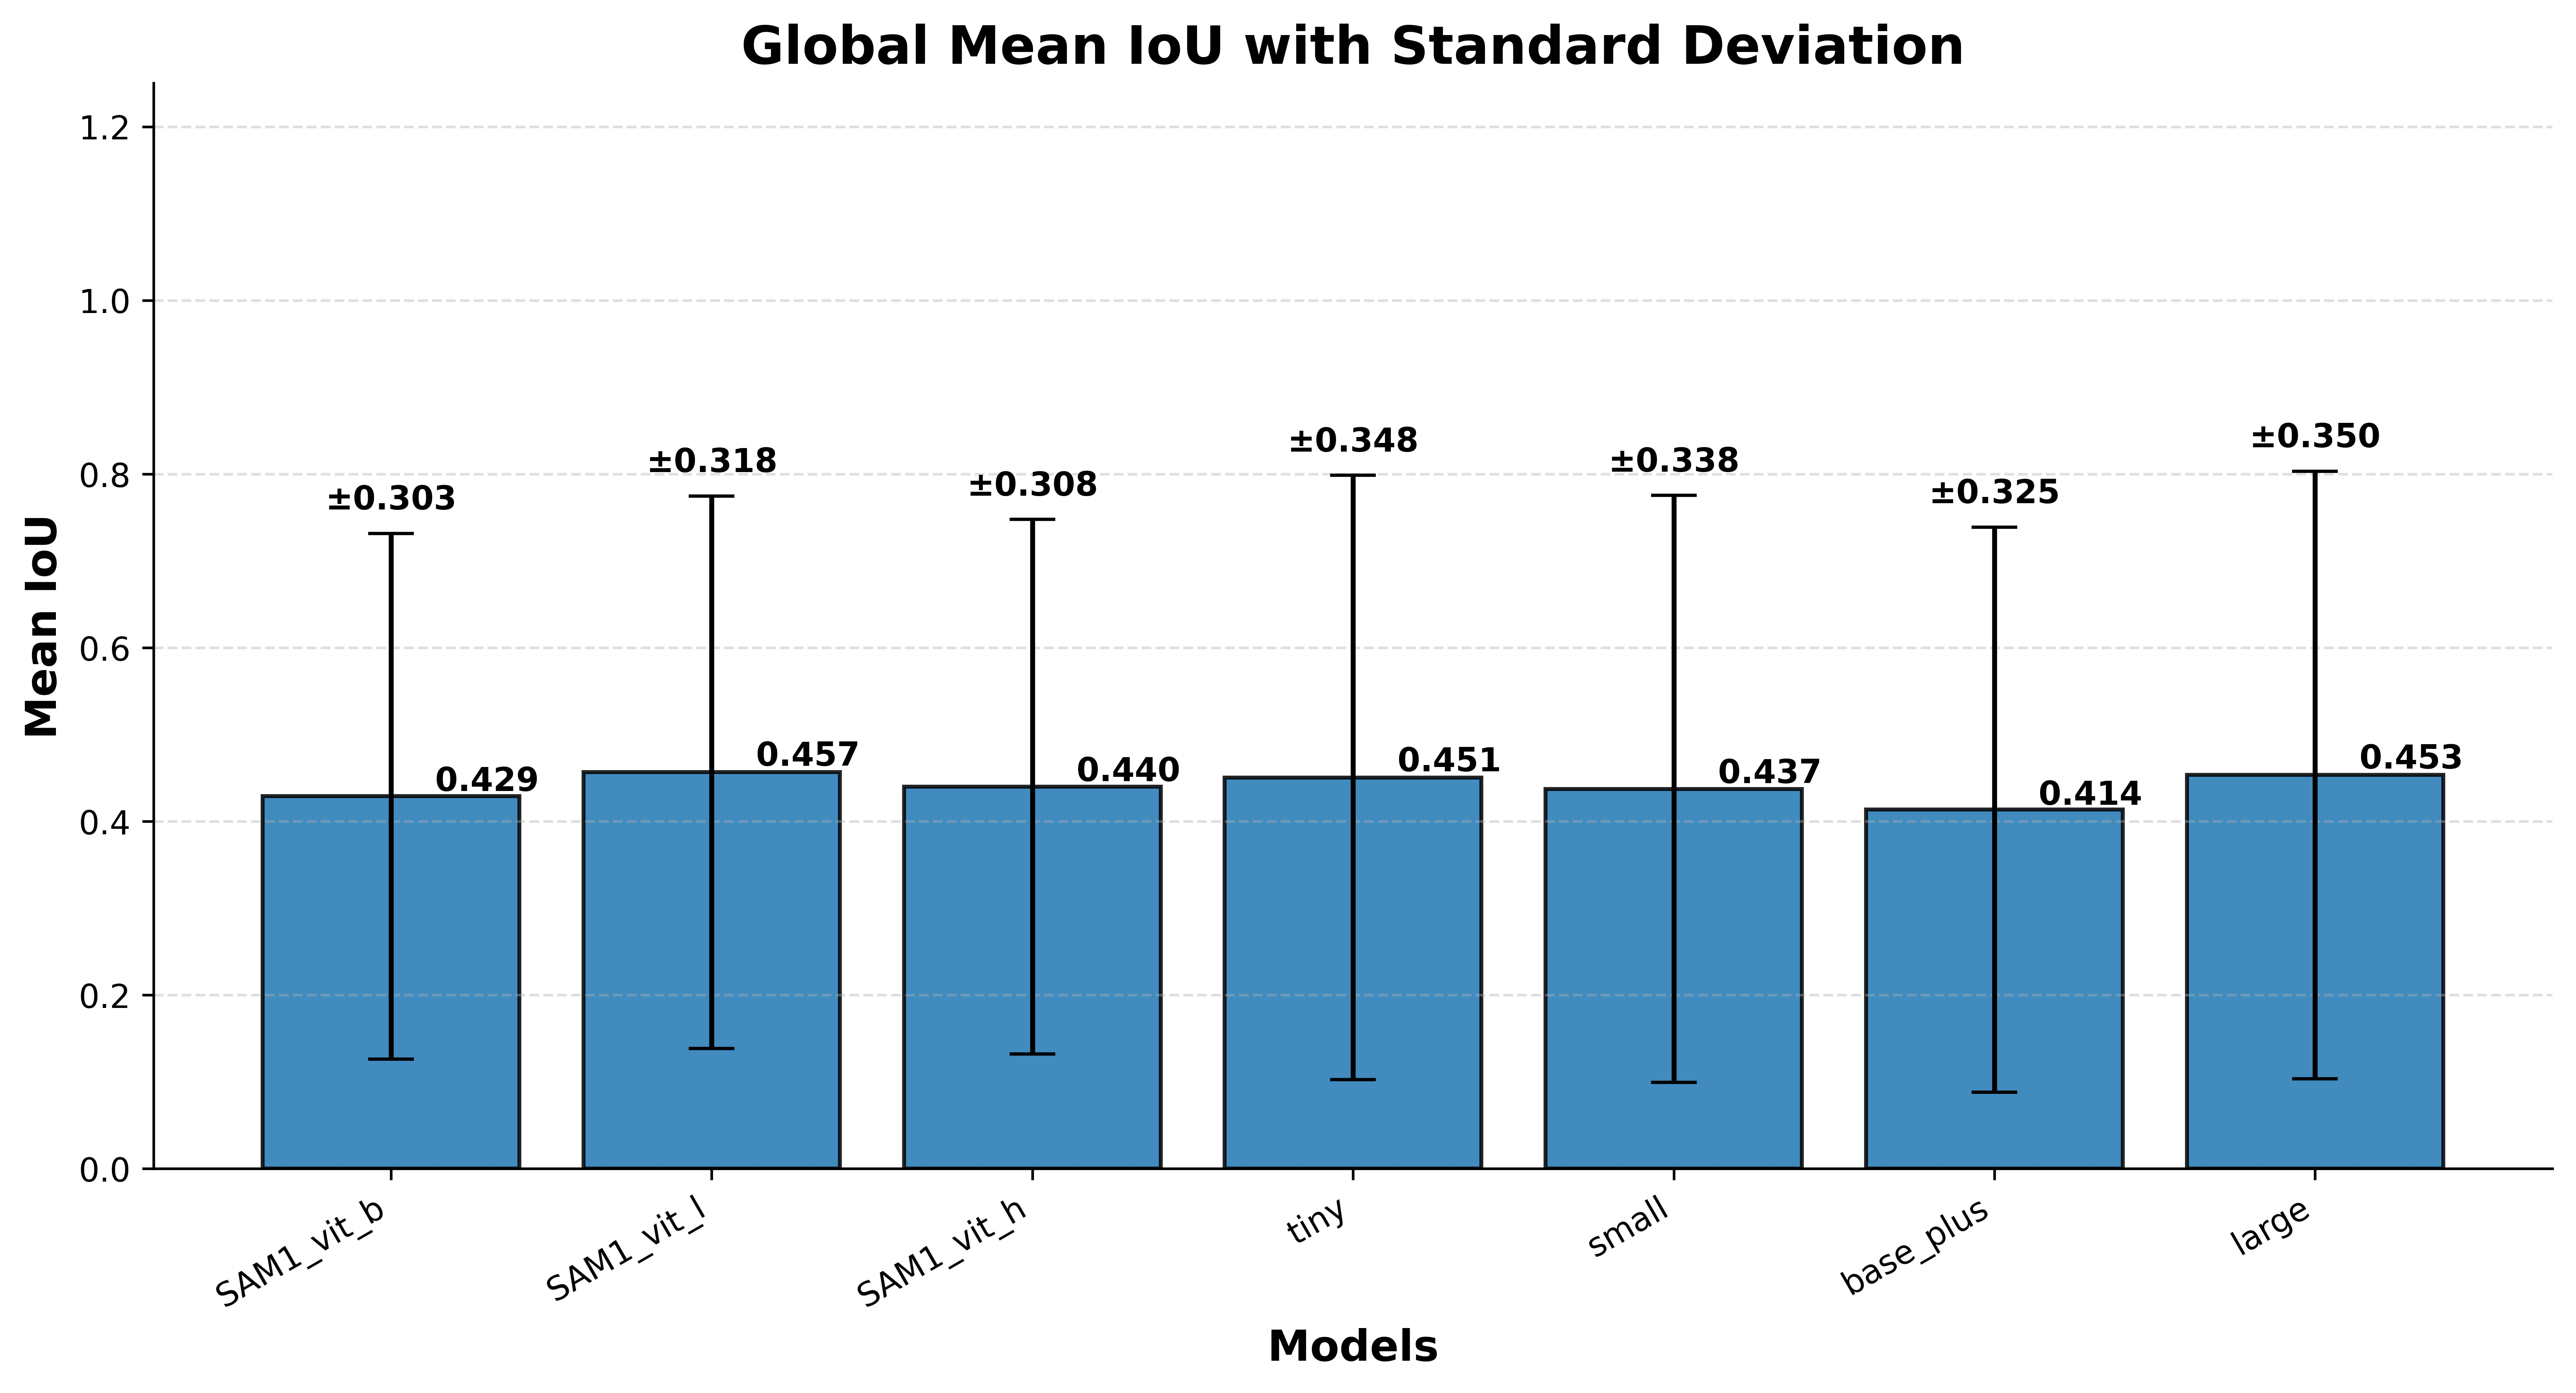 Global Mean IoU with Standard Deviation
Mean IoU
1.2
1.0
0.8
0.6
0.4
0.2
0.0
±0.303
±0.318
±0.308
±0.348
±0.338
±0.325
±0.350
0.429
0.457
0.440
0.451
0.437
0.414
0.453
SAM1_vit_b
SAM1_vit_l
SAM1_vit_h
tiny
small
base_plus
large
Models